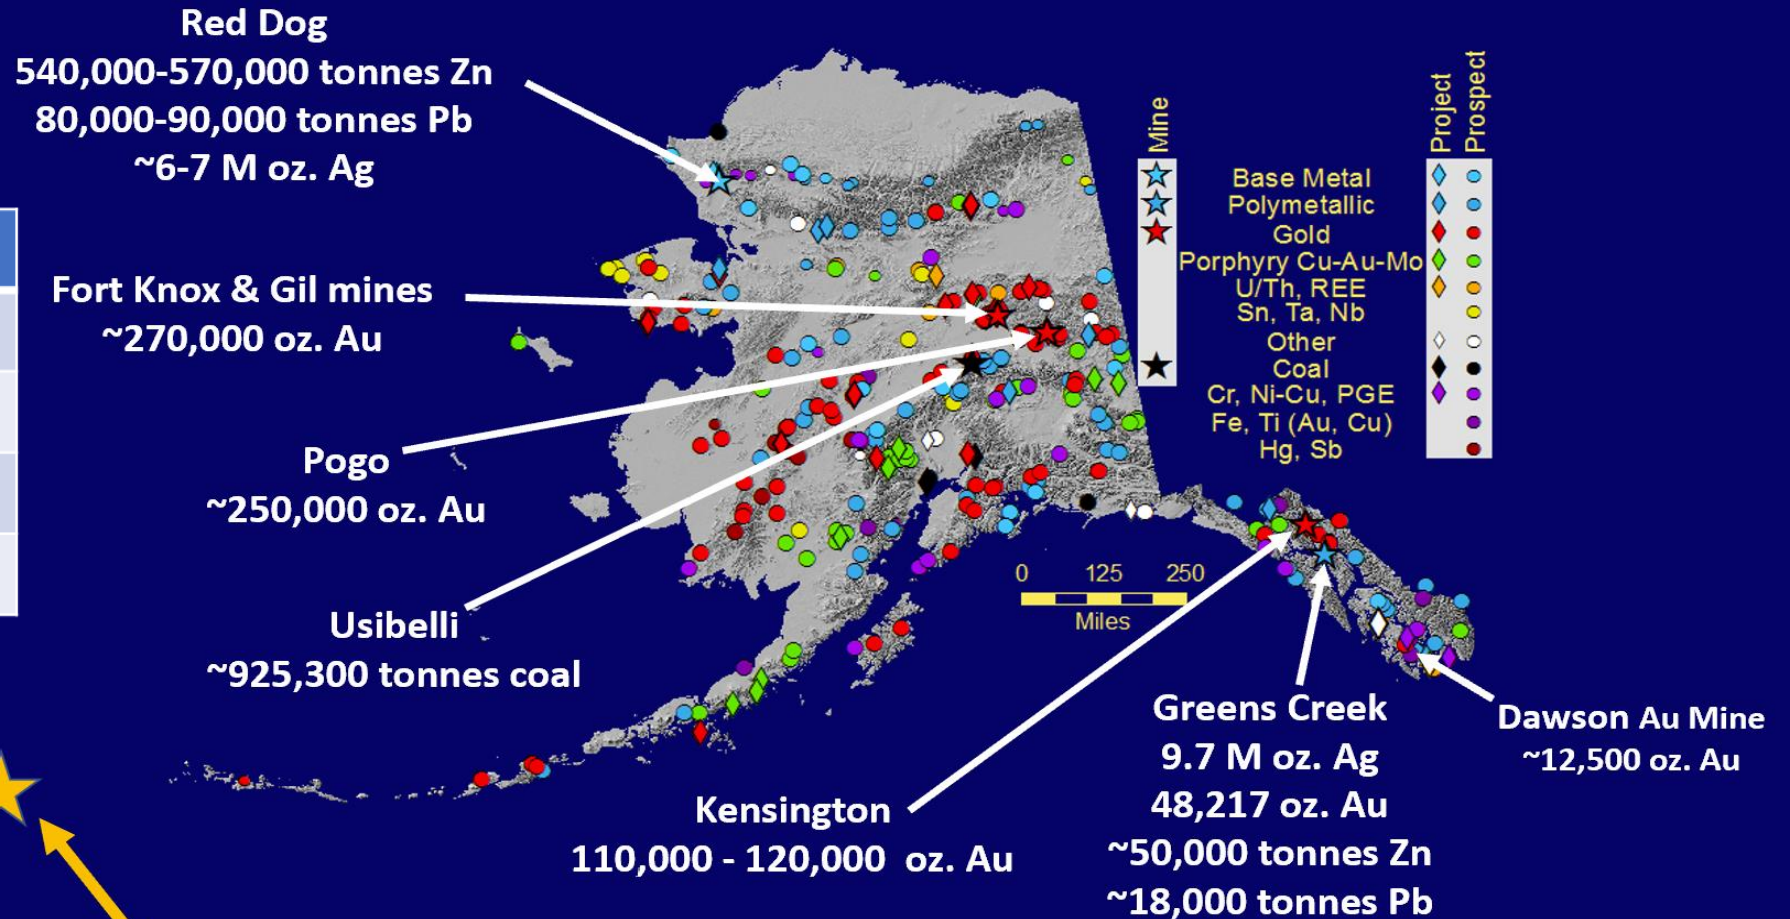 Red Dog
540,000-570,000 tonnes Zn
80,000-90,000 tonnes Pb
~6-7 M oz. Ag
Fort Knox & Gil mines
~270,000 oz. Au
Pogo
~250,000 oz. Au
Usibelli
~925,300 tonnes coal
Mine
Project
Prospect
Base Metal
Polymetallic
Gold
Porphyry Cu-Au-Mo
U/Th, REE
Sn, Ta, Nb
Other
Coal
Cr, Ni-Cu, PGE
Fe, Ti (Au, Cu)
Hg, Sb
0 125 250
Miles
Kensington
110,000 - 120,000 oz. Au
Greens Creek
9.7 M oz. Ag
48,217 oz. Au
~50,000 tonnes Zn
~18,000 tonnes Pb
Dawson Au Mine
~12,500 oz. Au